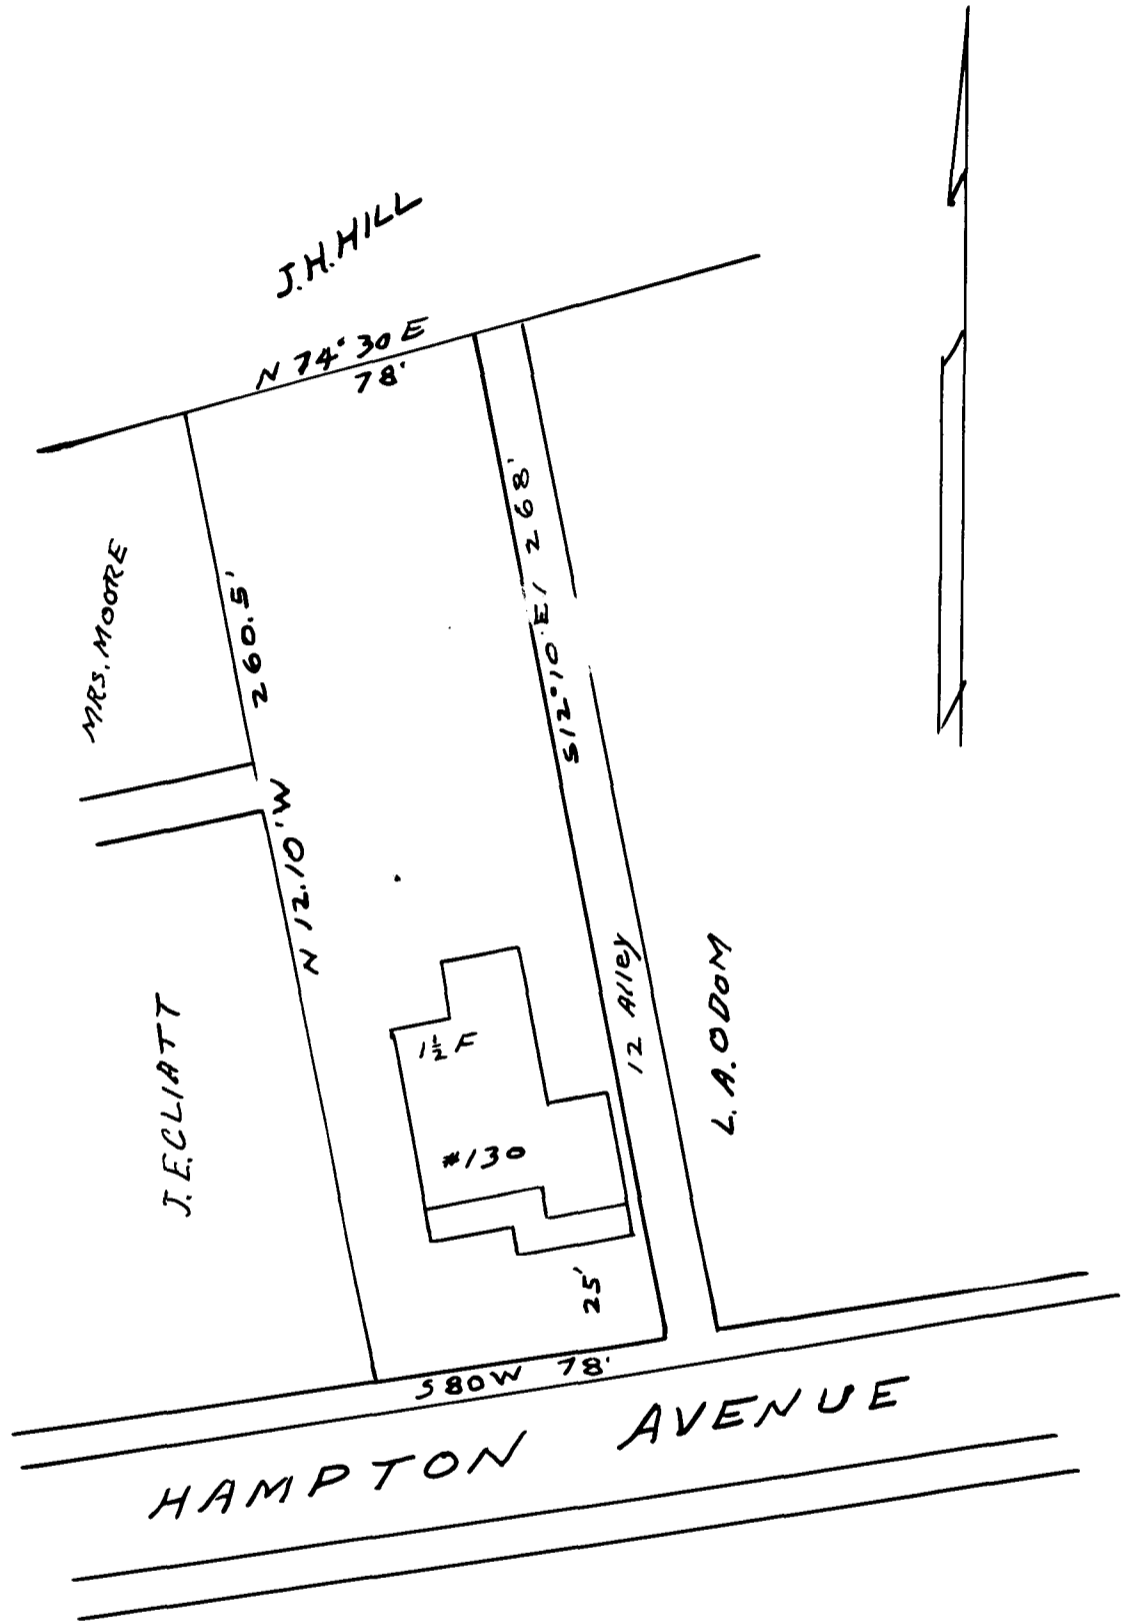 J.H.HILL
N 74°30 E
78'
MRS. MOORE
260.5'
N 12.10'W
S12°10'E/ 268'
J.E.CLIATT
1½ F
#130
12 Alley
L.A.ODOM
25'
S80W 78'
HAMPTON AVENUE